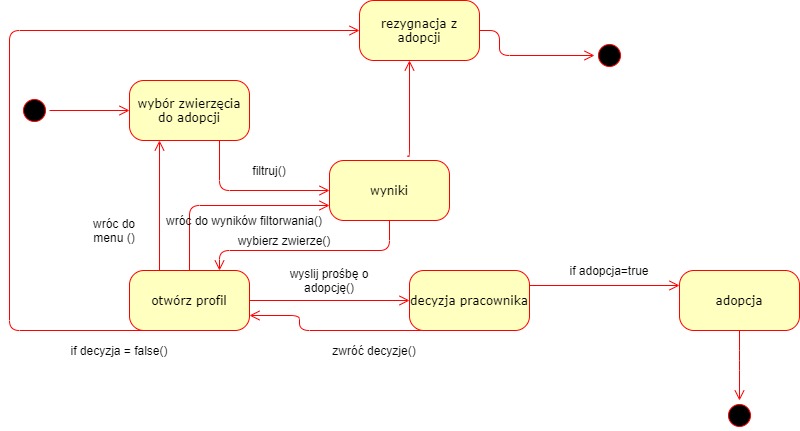 rezygnacja z
adopcji
wybór zwierzęcia
do adopcji
filtruj()
wyniki
wróc do
menu ()
wróc do wyników filtorwania()
wybierz zwierze()
otwórz profil
wyslij prośbę o
adopcję()
decyzja pracownika
if adopcja=true
adopcja
if decyzja = false()
zwróć decyzje()